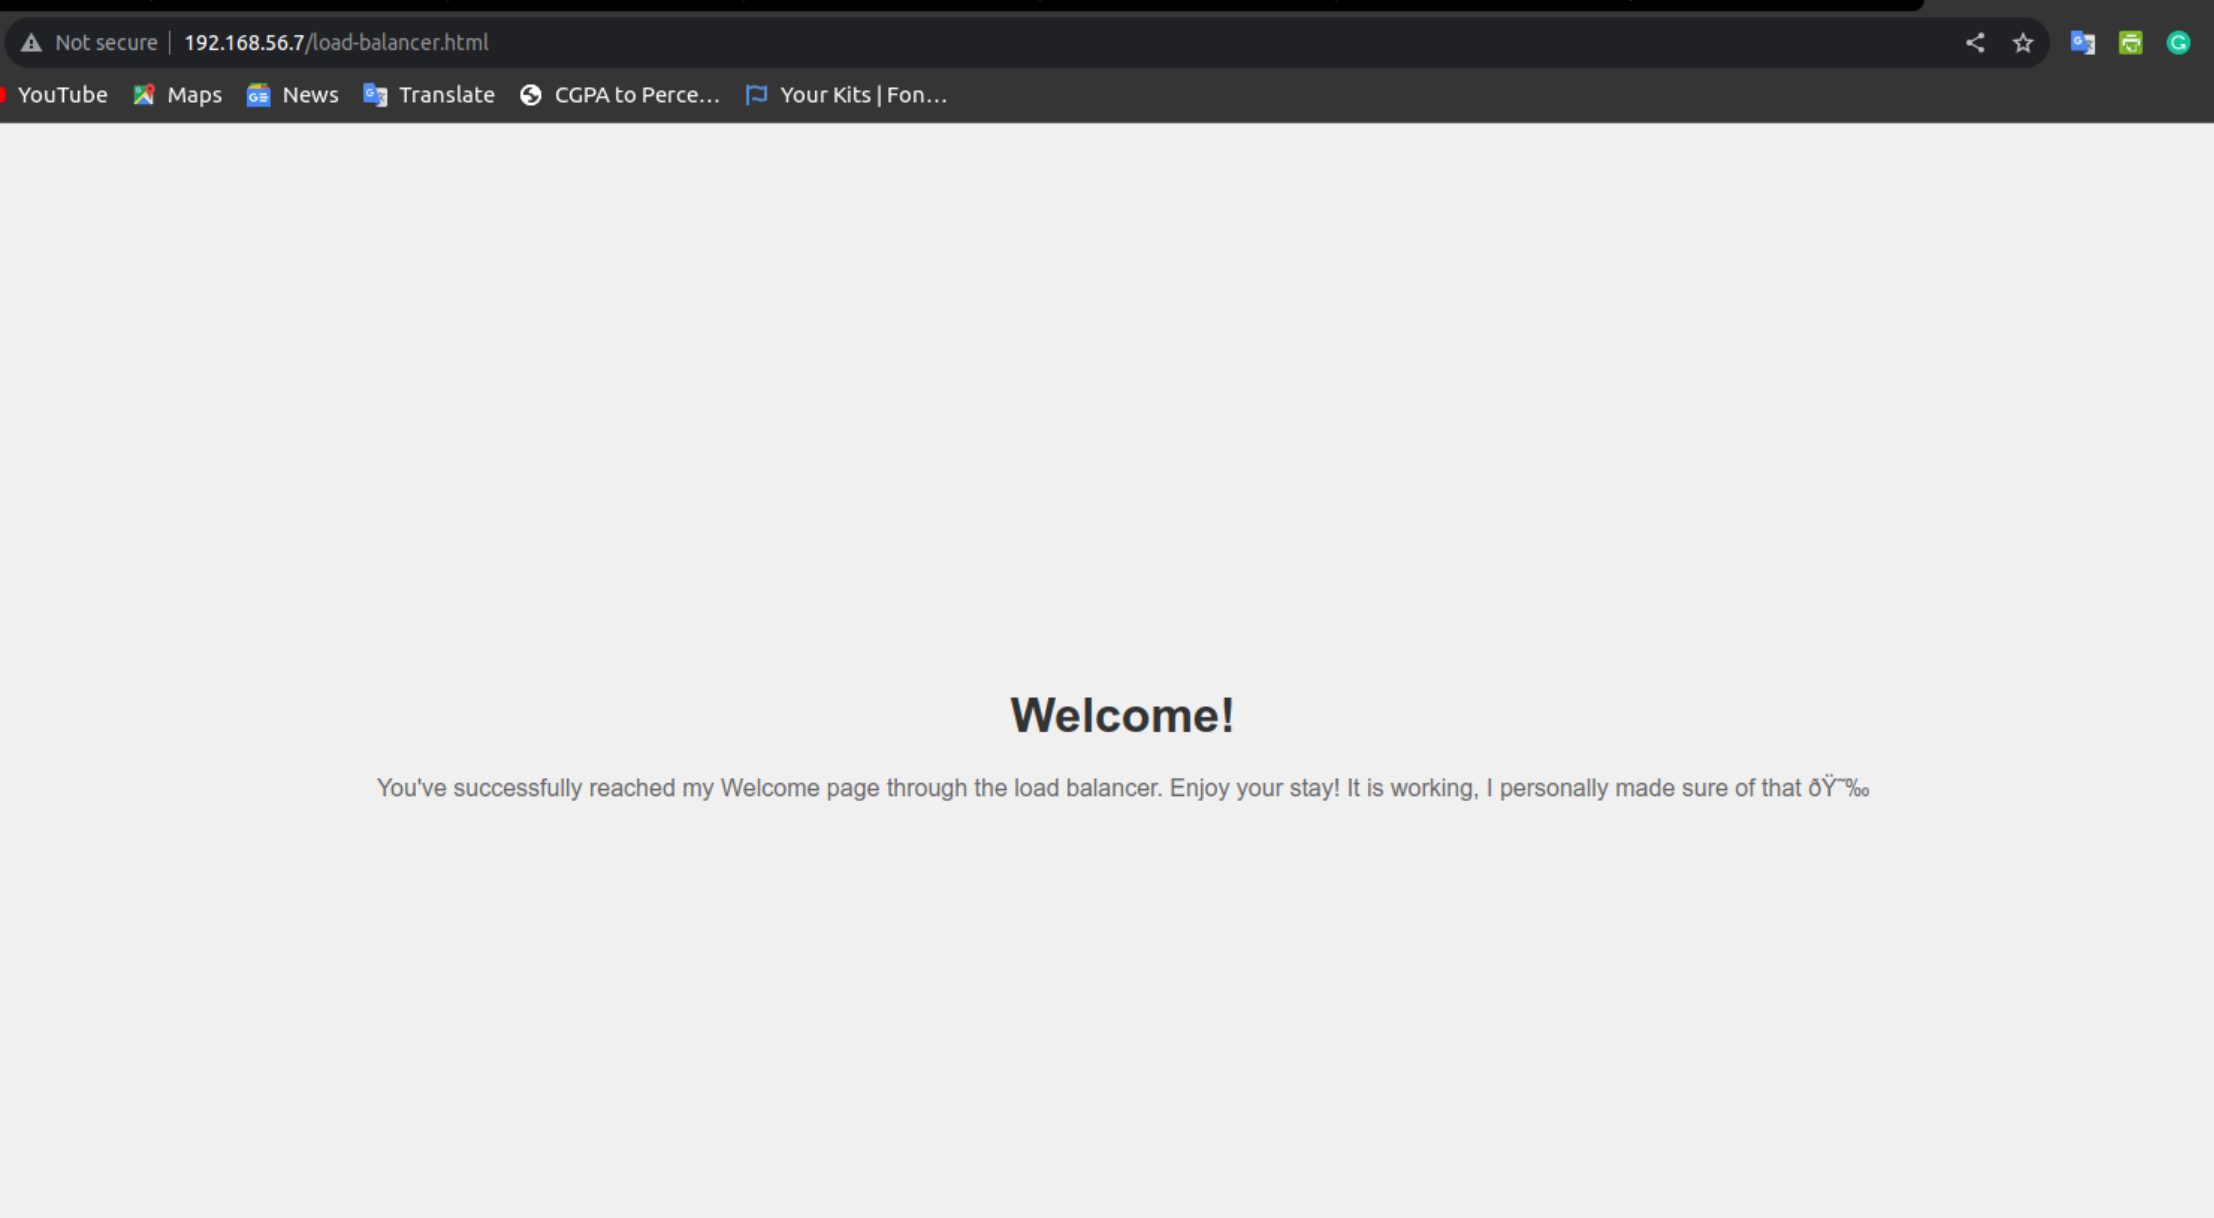 Not secure | 192.168.56.7/load-balancer.html
YouTube Maps News Translate CGPA to Perce... Your Kits | Fon...
Welcome!
You've successfully reached my Welcome page through the load balancer. Enjoy your stay! It is working, I personally made sure of that ðŸ˜‰